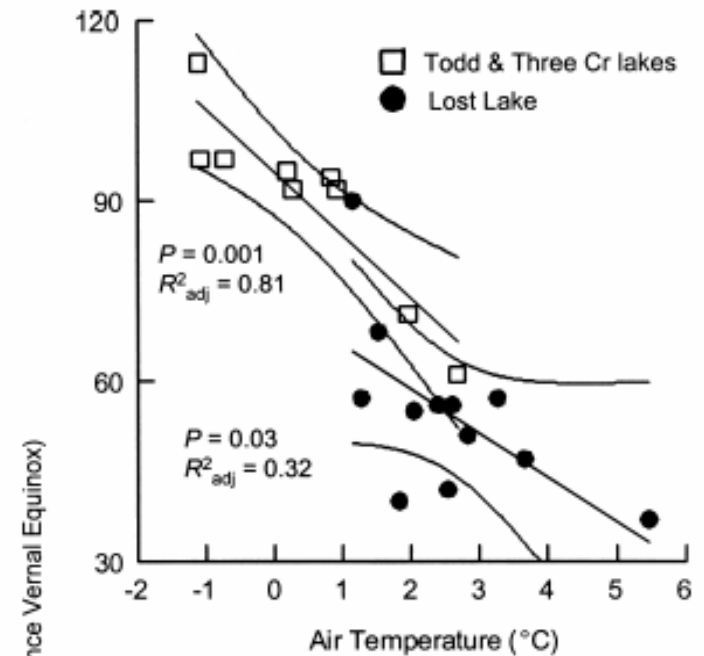 120
90
60
30
Todd & Three Cr lakes
Lost Lake
P = 0.001
R²adj = 0.81
P = 0.03
R²adj = 0.32
-2 -1 0 1 2 3 4 5 6
Air Temperature (°C)
Vernal Equinox)